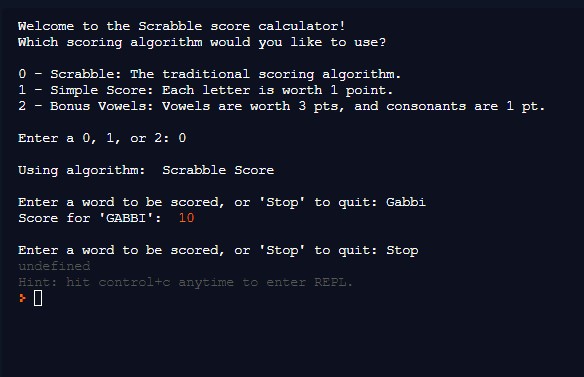 Welcome to the Scrabble score calculator!
Which scoring algorithm would you like to use?
0 - Scrabble: The traditional scoring algorithm.
1 - Simple Score: Each letter is worth 1 point.
2 - Bonus Vowels: Vowels are worth 3 pts, and consonants are 1 pt.
Enter a 0, 1, or 2: 0
Using algorithm:  Scrabble Score
Enter a word to be scored, or 'Stop' to quit: Gabbi
Score for 'GABBI':  10
Enter a word to be scored, or 'Stop' to quit: Stop
undefined
Hint: hit control+c anytime to enter REPL.